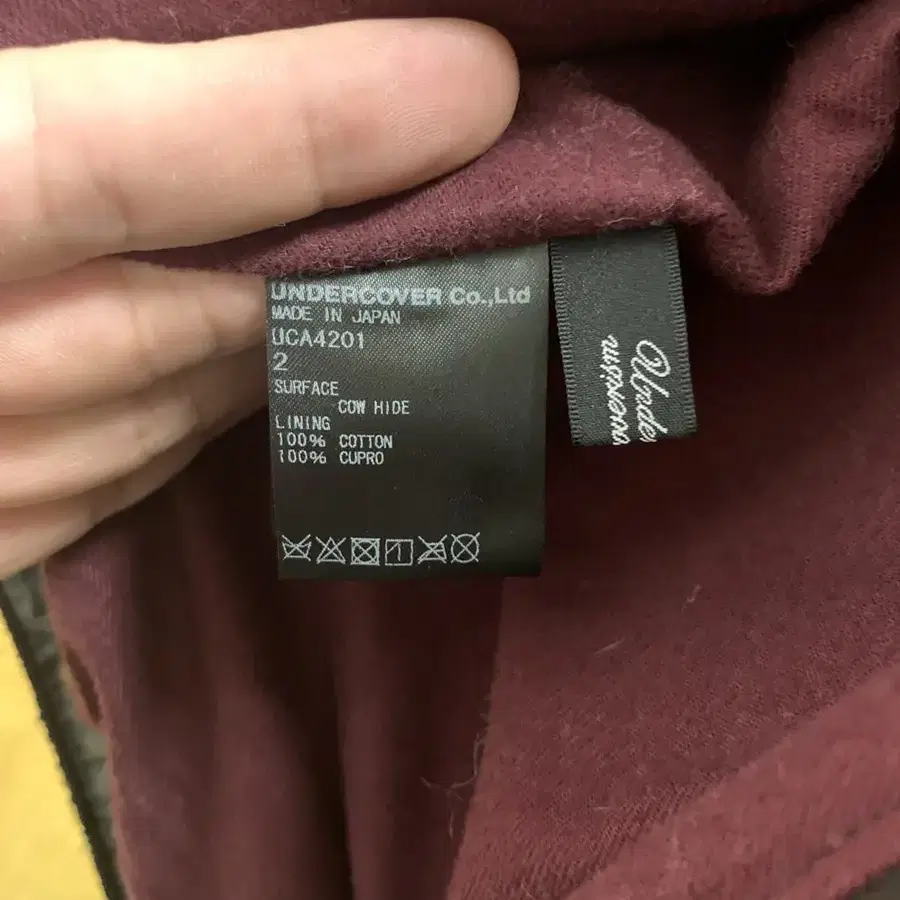 UNDERCOVER Co.,Ltd
MADE IN JAPAN
UCA4201
2
SURFACE
COW HIDE
LINING
100% COTTON
100% CUPRO